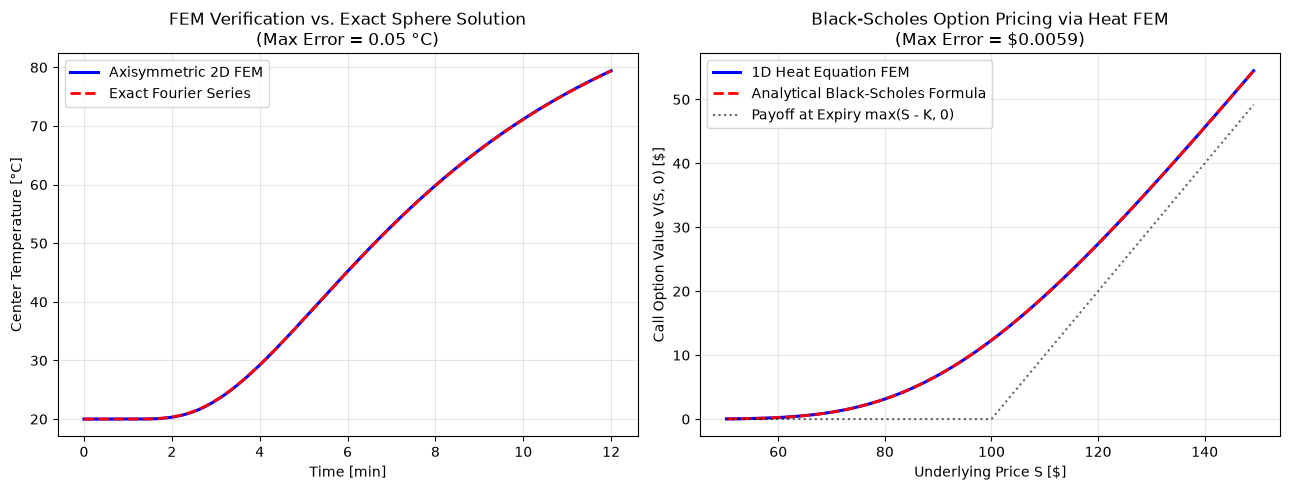 FEM Verification vs. Exact Sphere Solution
(Max Error = 0.05 °C)
Axisymmetric 2D FEM
Exact Fourier Series
Center Temperature [°C]
80
70
60
50
40
30
20
0
2
4
6
8
10
12
Time [min]
Black-Scholes Option Pricing via Heat FEM
(Max Error = $0.0059)
1D Heat Equation FEM
Analytical Black-Scholes Formula
Payoff at Expiry max(S - K, 0)
Call Option Value V(S, 0) [$]
50
40
30
20
10
0
60
80
100
120
140
Underlying Price S [$]